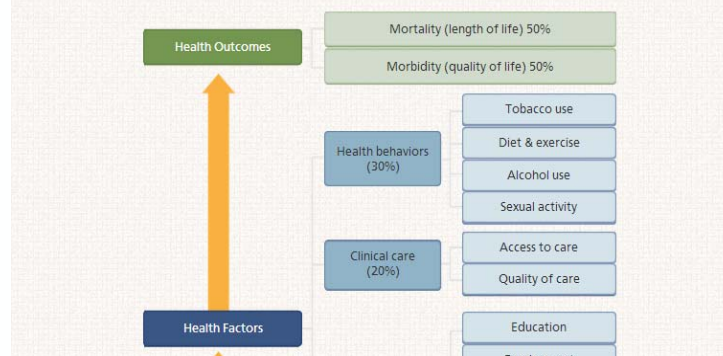 Health Outcomes
Mortality (length of life) 50%
Morbidity (quality of life) 50%
Health behaviors
(30%)
Tobacco use
Diet & exercise
Alcohol use
Sexual activity
Clinical care
(20%)
Access to care
Quality of care
Health Factors
Education